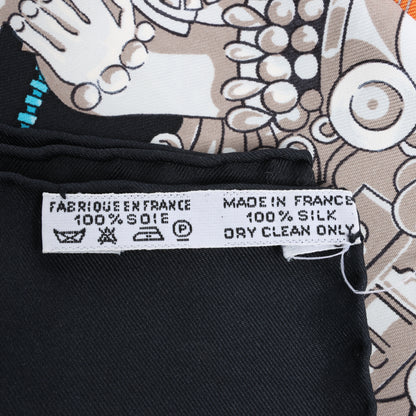 FABRIQUE EN FRANCE
100% SOIE
P
MADE IN FRANCE
100% SILK
DRY CLEAN ONLY